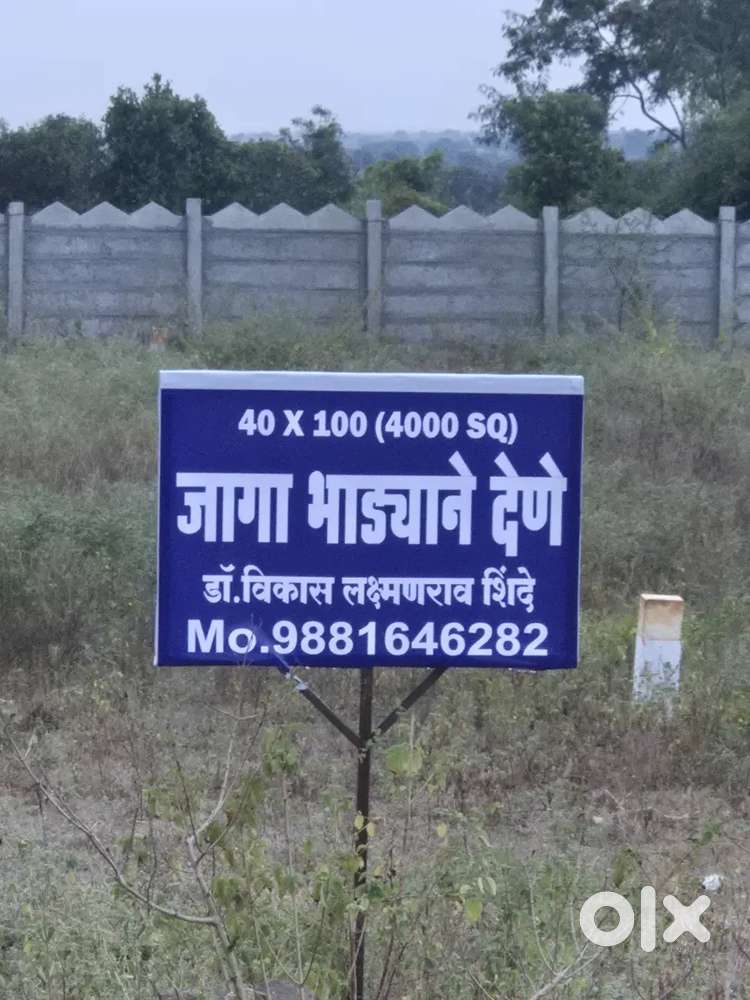 40 X 100 (4000 SQ)
जागा भाड्याने देणे
डॉ.विकास लक्ष्मणराव शिंदे
Mo.9881646282
olx